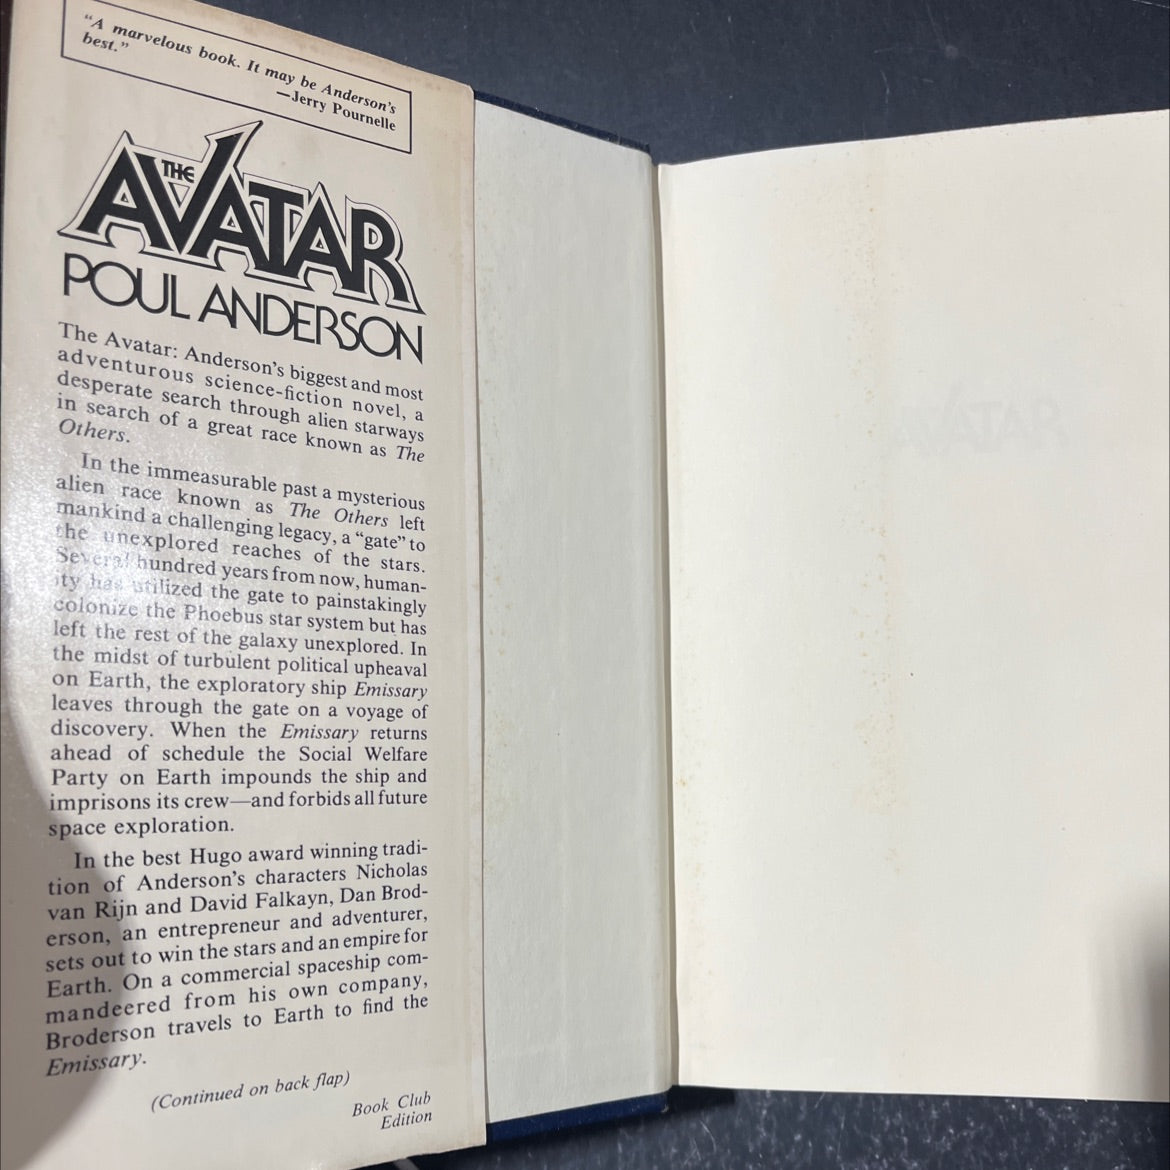 "A marvelous book. It may be Anderson's
best."
—Jerry Pournelle
THE
AVATAR
POUL ANDERSON
The Avatar: Anderson's biggest and most
adventurous science-fiction novel, a
desperate search through alien starways
in search of a great race known as The
Others.
In the immeasurable past a mysterious
alien race known as The Others left
mankind a challenging legacy, a "gate" to
the unexplored reaches of the stars.
Several hundred years from now, human-
ity has utilized the gate to painstakingly
colonize the Phoebus star system but has
left the rest of the galaxy unexplored. In
the midst of turbulent political upheaval
on Earth, the exploratory ship Emissary
leaves through the gate on a voyage of
discovery. When the Emissary returns
ahead of schedule the Social Welfare
Party on Earth impounds the ship and
imprisons its crew—and forbids all future
space exploration.
In the best Hugo award winning tradi-
tion of Anderson's characters Nicholas
van Rijn and David Falkayn, Dan Brod-
erson, an entrepreneur and adventurer,
sets out to win the stars and an empire for
Earth. On a commercial spaceship com-
mandeered from his own company,
Broderson travels to Earth to find the
Emissary.
(Continued on back flap)
Book Club
Edition
AVATAR